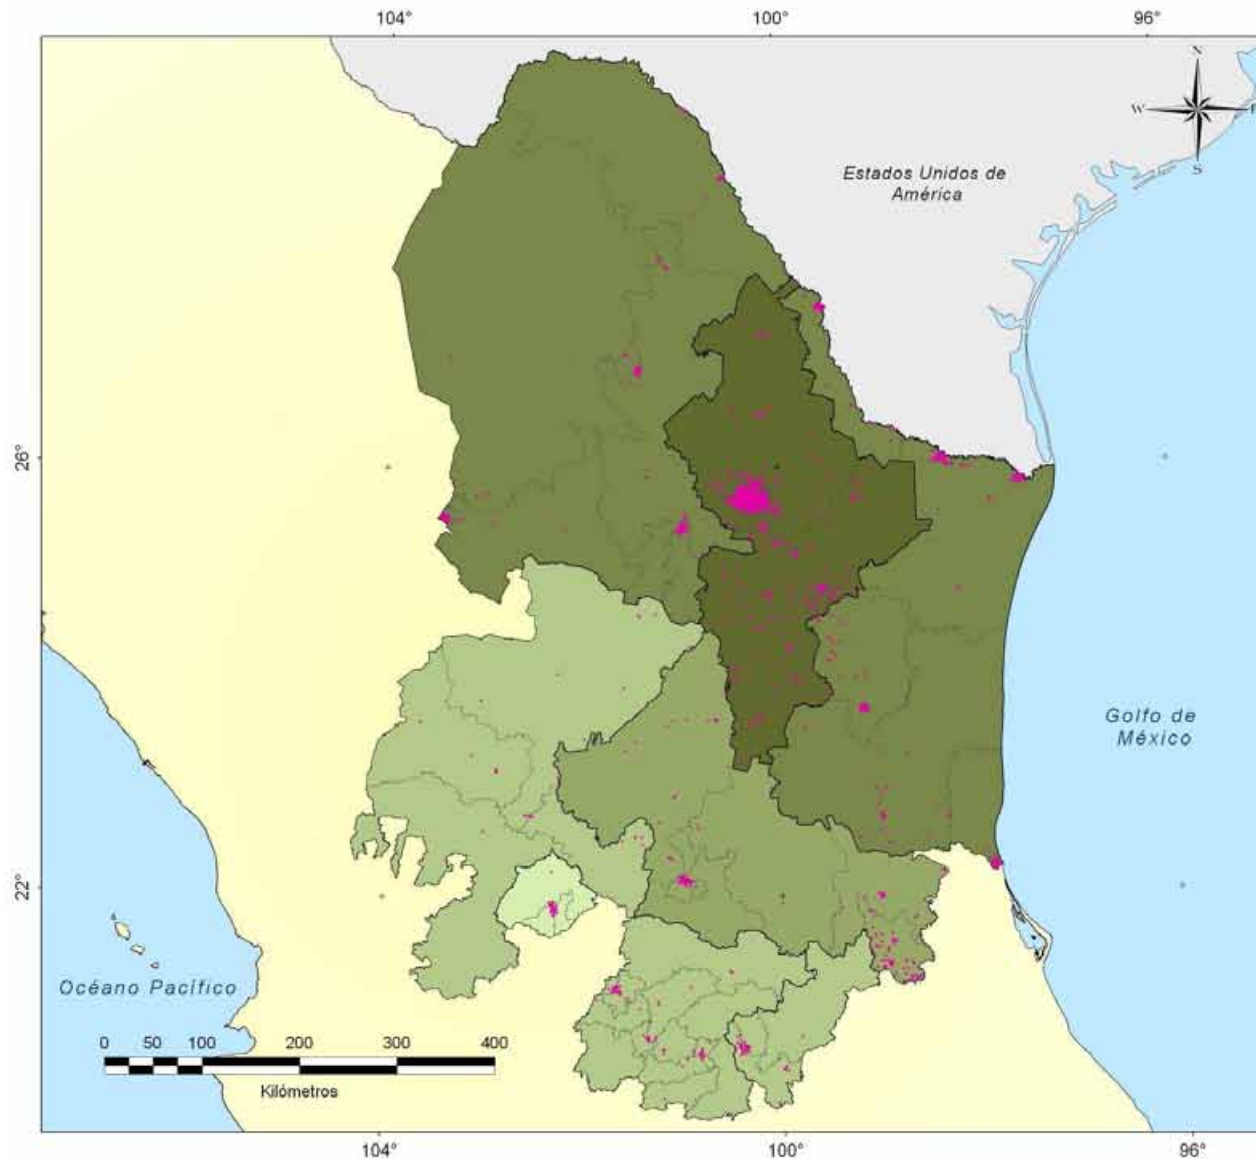 104°
100°
96°
N
W
E
S
Estados Unidos de
América
26°
Golfo de
México
22°
Océano Pacífico
0 50 100 200 300 400
Kilómetros
104°
100°
96°